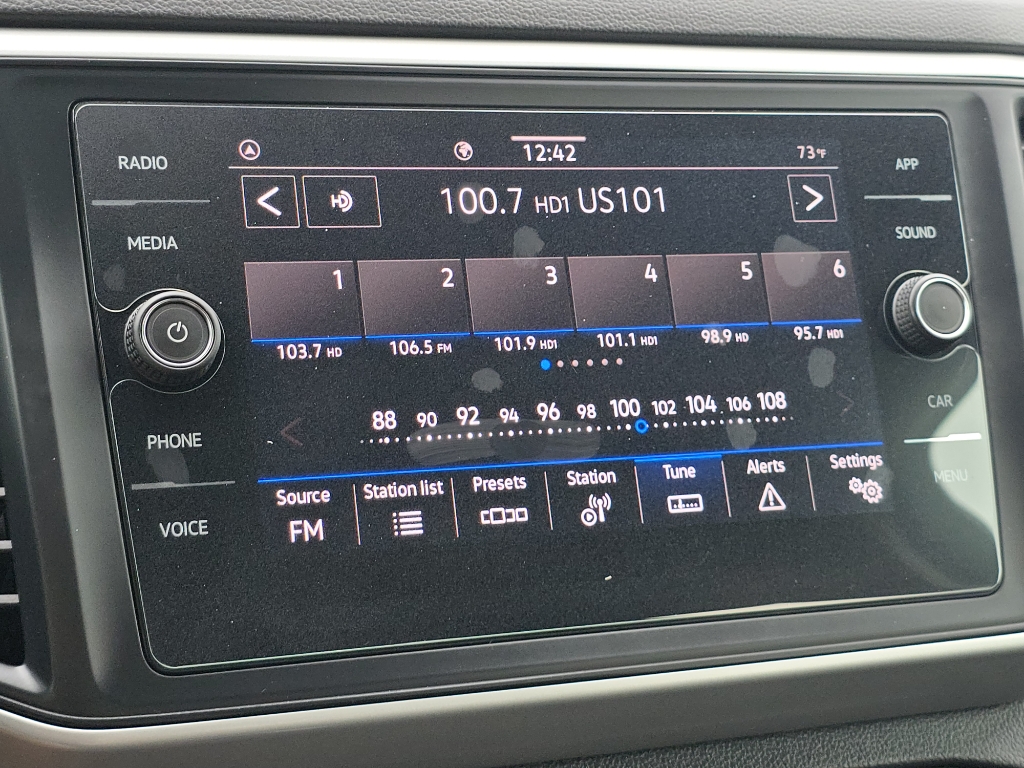 RADIO
MEDIA
PHONE
VOICE
12:42
73°F
HD
100.7 HD1 US101
1 2 3 4 5 6
103.7 HD 106.5 FM 101.9 HD1 101.1 HD1 98.9 HD 95.7 HD1
88 90 92 94 96 98 100 102 104 106 108
Source Station list Presets Station Tune Alerts Settings
FM
APP
SOUND
CAR
MENU